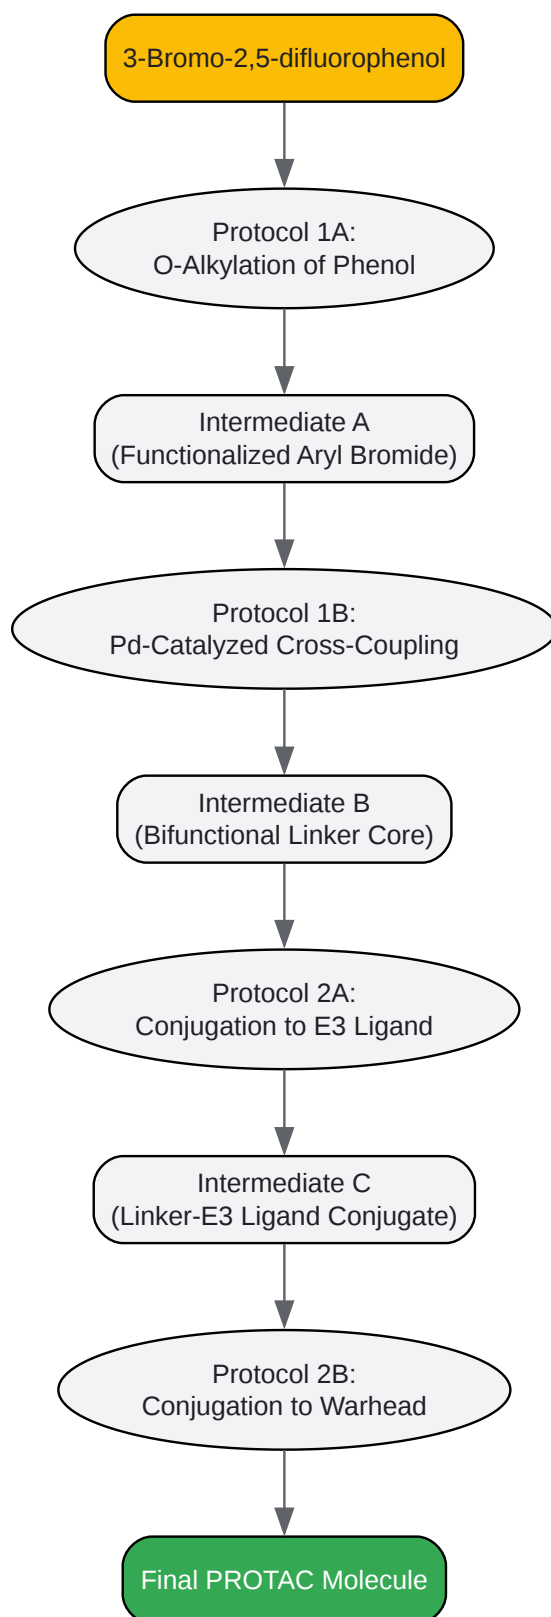 3-Bromo-2,5-difluorophenol
Protocol 1A:
O-Alkylation of Phenol
Intermediate A
(Functionalized Aryl Bromide)
Protocol 1B:
Pd-Catalyzed Cross-Coupling
Intermediate B
(Bifunctional Linker Core)
Protocol 2A:
Conjugation to E3 Ligand
Intermediate C
(Linker-E3 Ligand Conjugate)
Protocol 2B:
Conjugation to Warhead
Final PROTAC Molecule